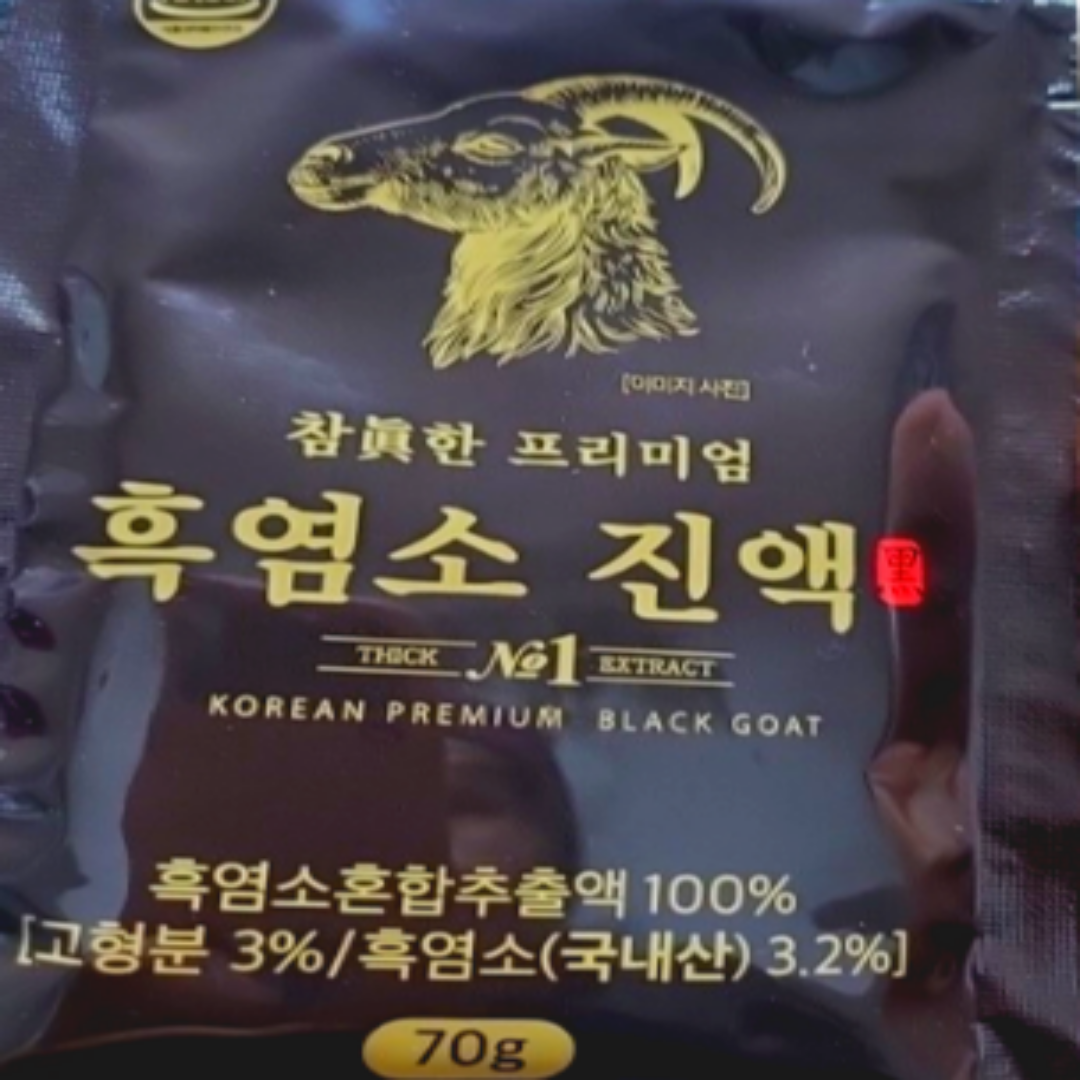 [이미지 사진]
참眞한 프리미엄
흑염소 진액 黑
THICK №1 EXTRACT
KOREAN PREMIUM BLACK GOAT
흑염소혼합추출액 100%
[고형분 3%/흑염소(국내산) 3.2%]
70g